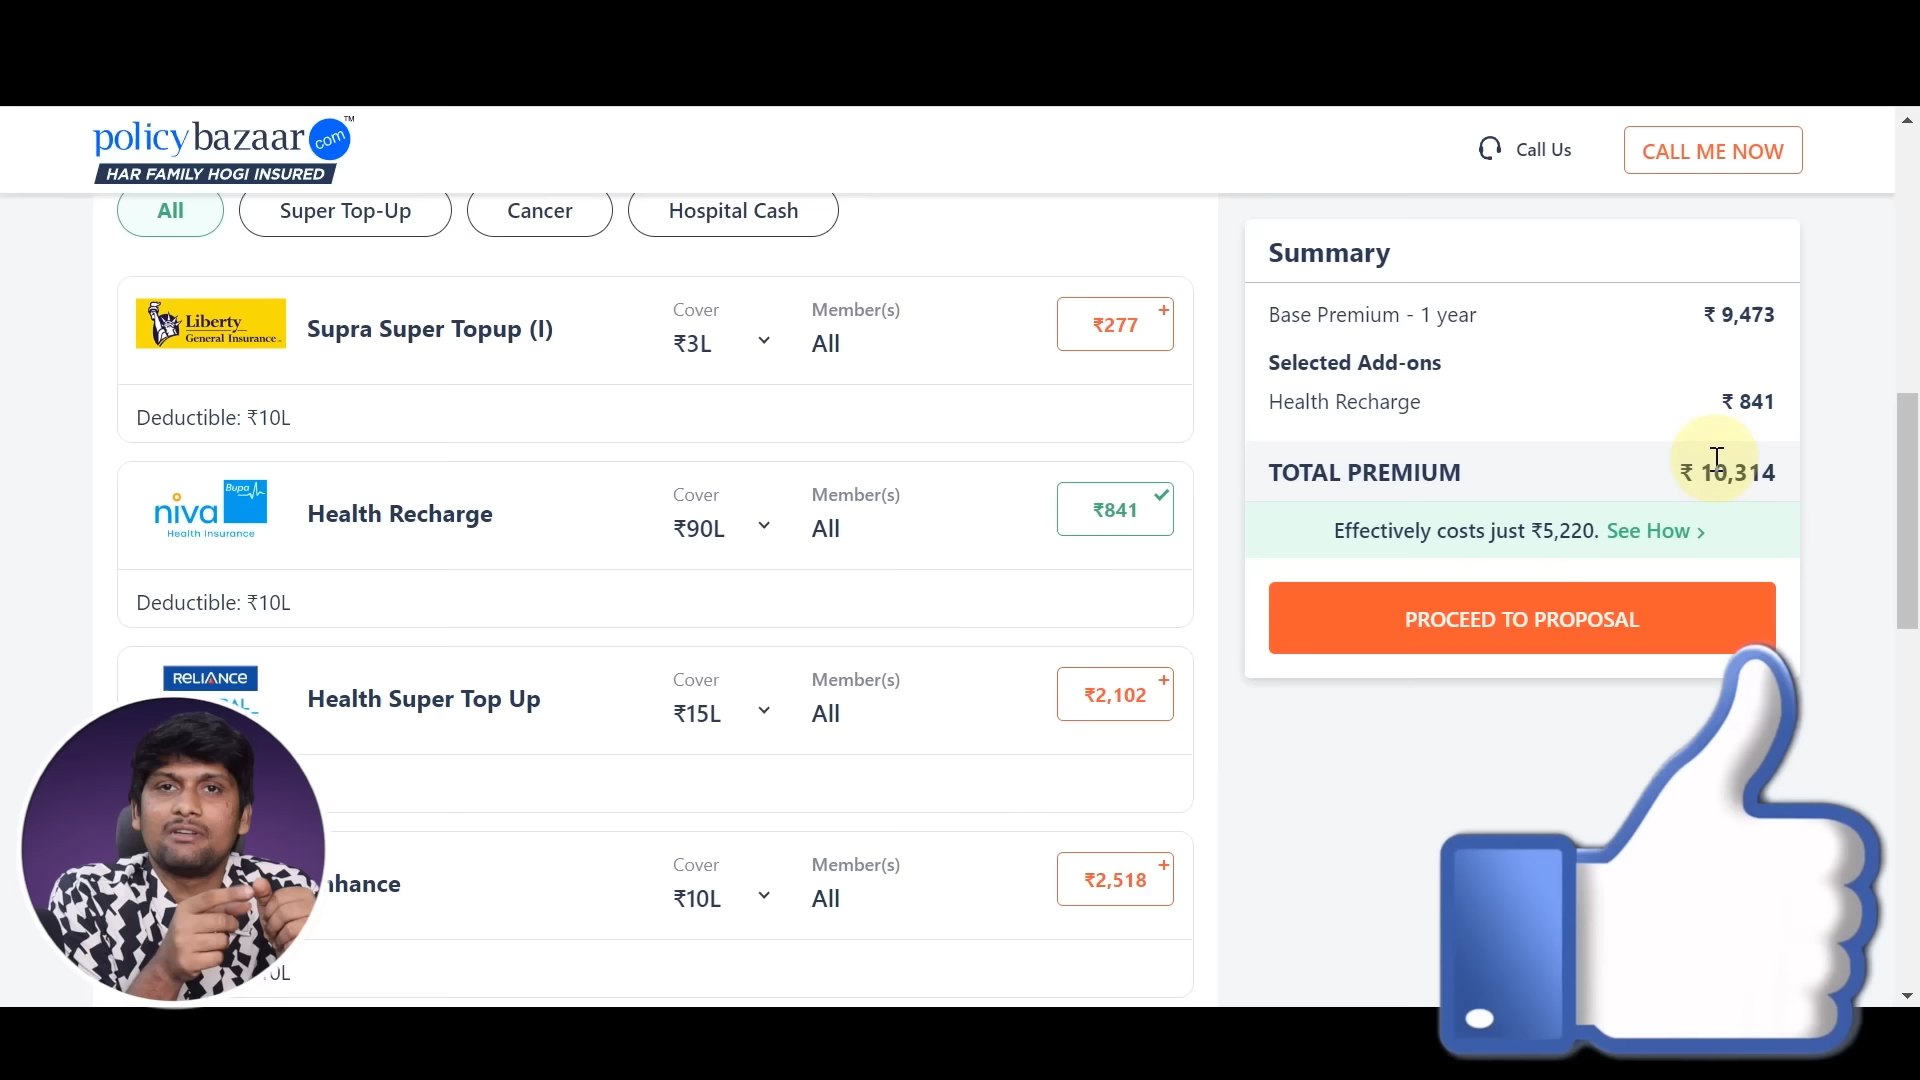 policybazaar com TM
HAR FAMILY HOGI INSURED
Call Us
CALL ME NOW
All
Super Top-Up
Cancer
Hospital Cash
Liberty
General Insurance
Supra Super Topup (I)
Cover
₹3L
Member(s)
All
₹277
Deductible: ₹10L
niva Bupa
Health Insurance
Health Recharge
Cover
₹90L
Member(s)
All
₹841
Deductible: ₹10L
RELIANCE
Health Super Top Up
Cover
₹15L
Member(s)
All
₹2,102
Cover
₹10L
Member(s)
All
₹2,518
Summary
Base Premium - 1 year ₹ 9,473
Selected Add-ons
Health Recharge ₹ 841
TOTAL PREMIUM ₹ 10,314
Effectively costs just ₹5,220. See How ›
PROCEED TO PROPOSAL